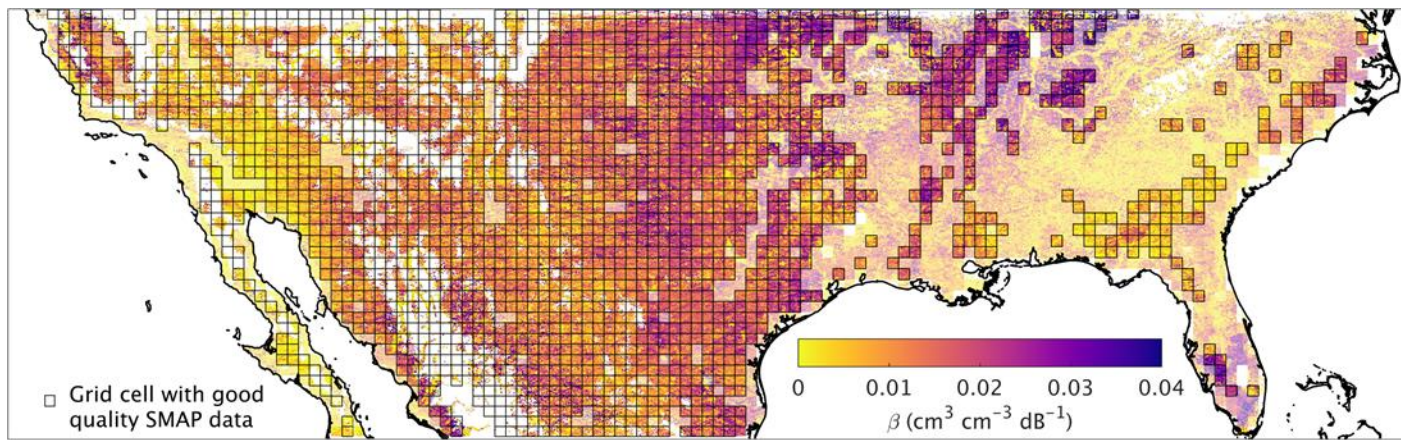 Grid cell with good
quality SMAP data
0 0.01 0.02 0.03 0.04
β (cm³ cm⁻³ dB⁻¹)